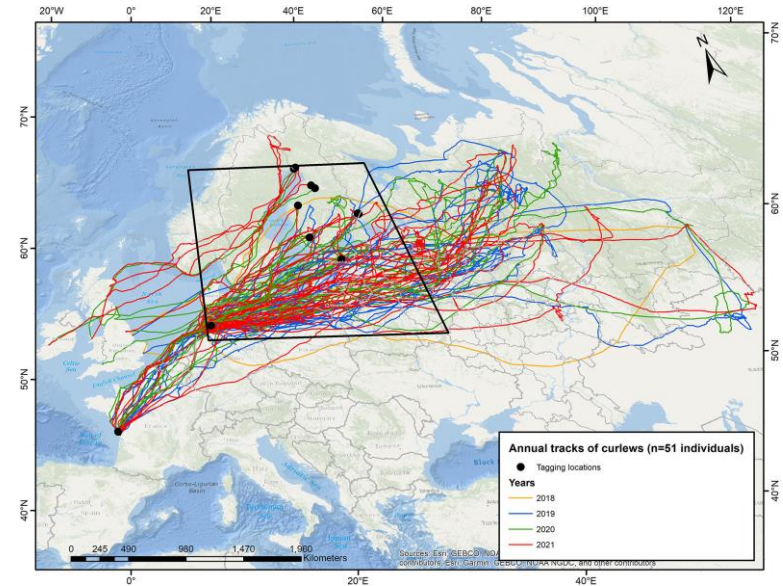 20°W 0° 20°E 40°E 60°E 80°E 100°E 120°E
70°N
70°N
60°N
60°N
50°N
50°N
40°N
40°N
N
Annual tracks of curlews (n=51 individuals)
Tagging locations
Years
2018
2019
2020
2021
0 245 490 980 1,470 1,960
Kilometers
Sources: Esri, GEBCO, NOA
contributors, Esri, Garmin, GEBCO, NOAA NGDC, and other contributors
0° 20°E 40°E